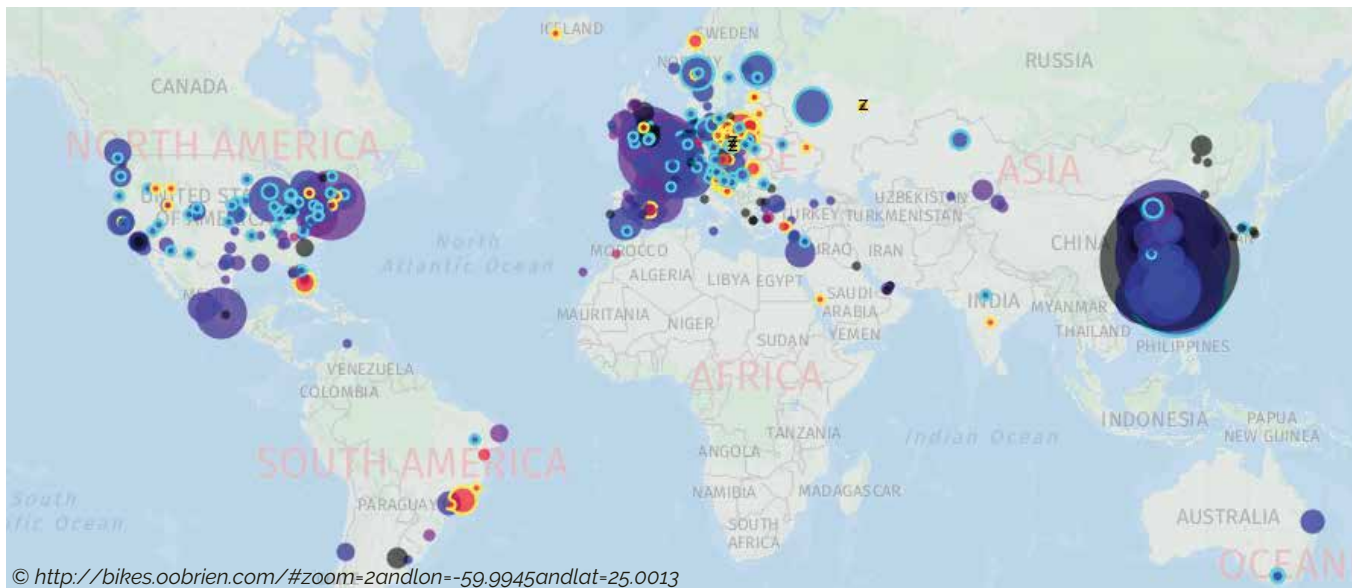 ICELAND
SWEDEN
RUSSIA
CANADA
NORTH AMERICA
ASIA
UNITED STA
OF AMERICA
UZBEKISTAN
TURKEY TURKMENISTAN
North
Atlantic Ocean
MOROCCO
IRAQ
IRAN
CHINA
ALGERIA
LIBYA
EGYPT
SAUDI
ARABIA
INDIA
MYANMAR
MAURITANIA
NIGER
THAILAND
SUDAN
YEMEN
PHILIPPINES
VENEZUELA
COLOMBIA
AFRICA
INDONESIA
PAPUA
NEW GUINEA
TANZANIA
Indian Ocean
ANGOLA
SOUTH AMERICA
NAMIBIA
MADAGASCAR
PARAGUAY
South
tic Ocean
SOUTH
AFRICA
AUSTRALIA
OCEAN
© http://bikes.oobrien.com/#zoom=2andlon=-59.9945andlat=25.0013